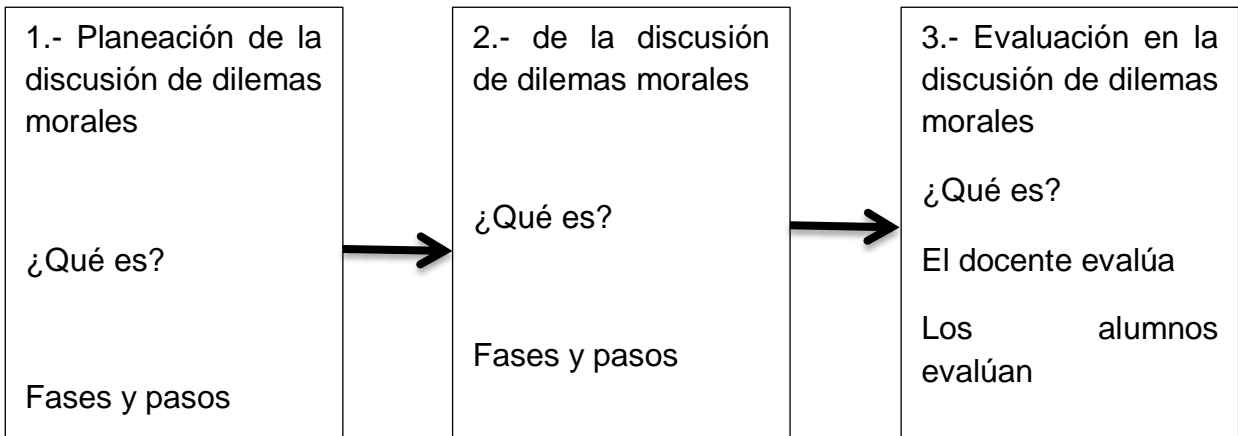 1.- Planeación de la
discusión de dilemas
morales
¿Qué es?
Fases y pasos
2.- de la discusión
de dilemas morales
¿Qué es?
Fases y pasos
3.- Evaluación en la
discusión de dilemas
morales
¿Qué es?
El docente evalúa
Los alumnos
evalúan